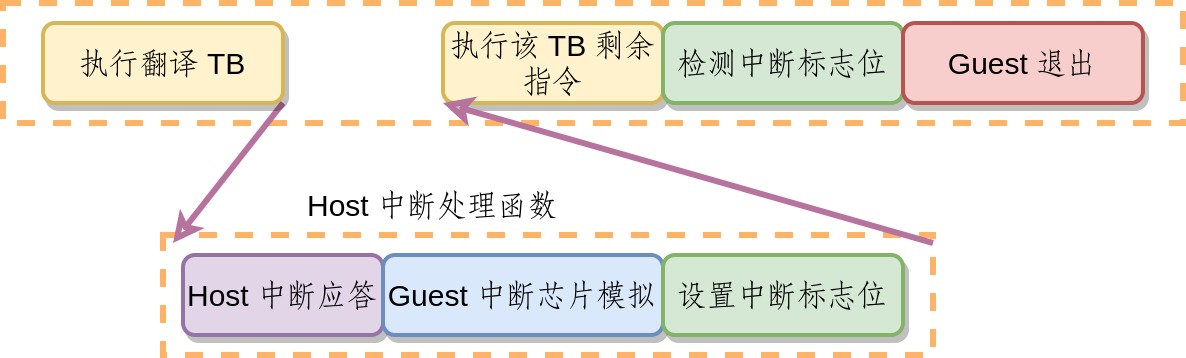 执行翻译 TB
执行该 TB 剩余
指令
检测中断标志位
Guest 退出
Host 中断处理函数
Host 中断应答
Guest 中断芯片模拟
设置中断标志位